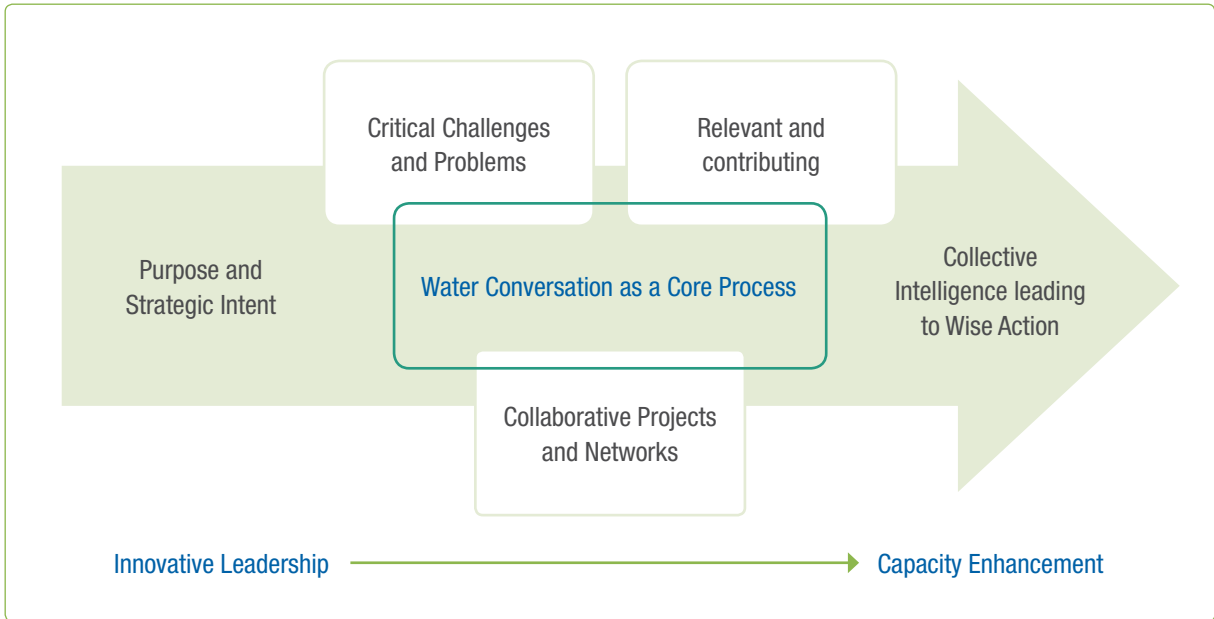 Critical Challenges
and Problems
Relevant and
contributing
Purpose and
Strategic Intent
Water Conversation as a Core Process
Collective
Intelligence leading
to Wise Action
Collaborative Projects
and Networks
Innovative Leadership
Capacity Enhancement